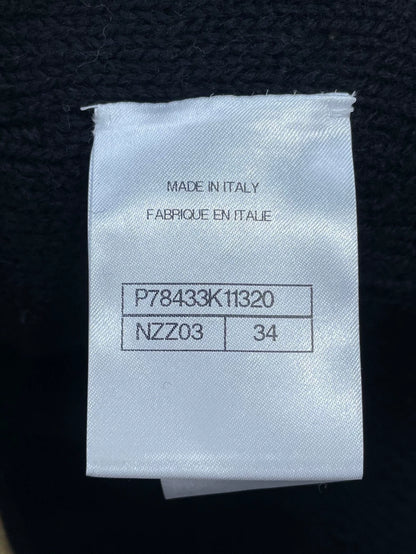 MADE IN ITALY
FABRIQUE EN ITALIE
P78433K11320
NZZ03 34